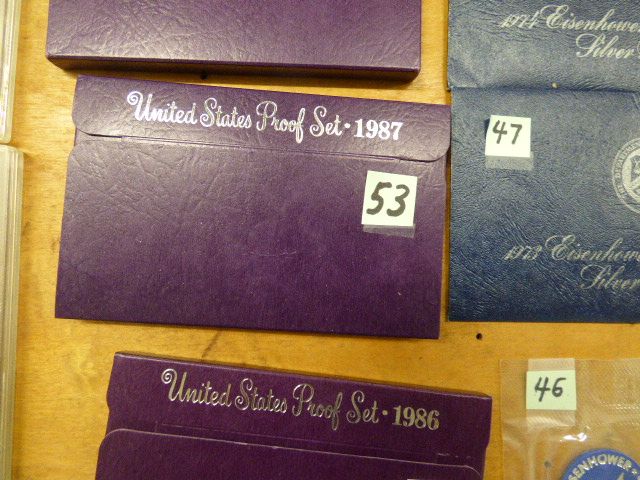 1974 Eisenhower
Silver
United States Proof Set · 1987
53
47
1973 Eisenhower
Silver
United States Proof Set · 1986
46
EISENHOWER